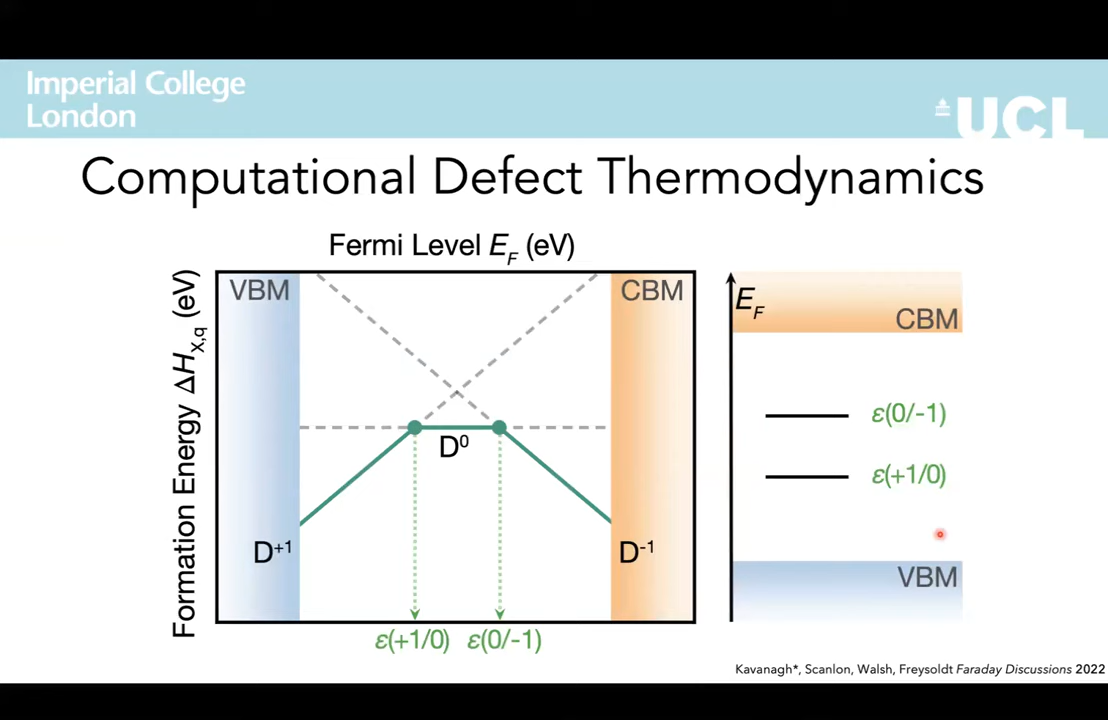 Imperial College
London
UCL
Computational Defect Thermodynamics
Fermi Level E_F (eV)
Formation Energy ΔH_X,q (eV)
VBM
CBM
D⁰
D⁺¹
D⁻¹
ε(+1/0) ε(0/−1)
E_F
CBM
ε(0/−1)
ε(+1/0)
VBM
Kavanagh*, Scanlon, Walsh, Freysoldt Faraday Discussions 2022